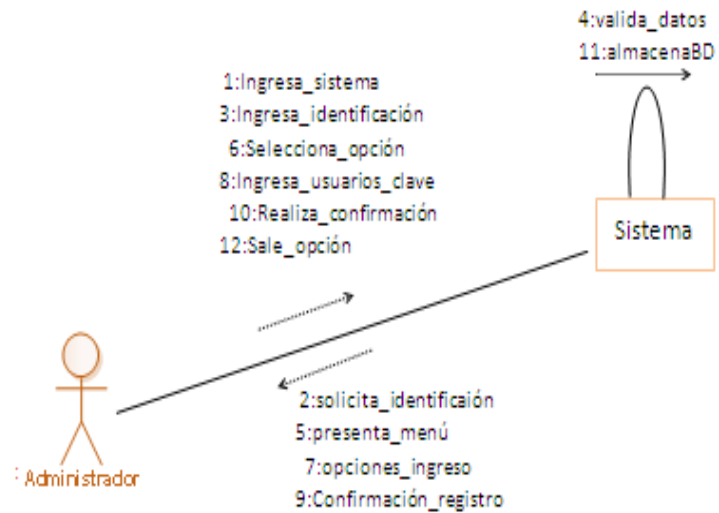 4:valida_datos
11:almacenaBD
1:Ingresa_sistema
3:Ingresa_identificación
6:Selecciona_opción
8:Ingresa_usuarios_clave
10:Realiza_confirmación
12:Sale_opción
Sistema
2:solicita_identificaión
5:presenta_menú
7:opciones_ingreso
9:Confirmación_registro
: Administrador